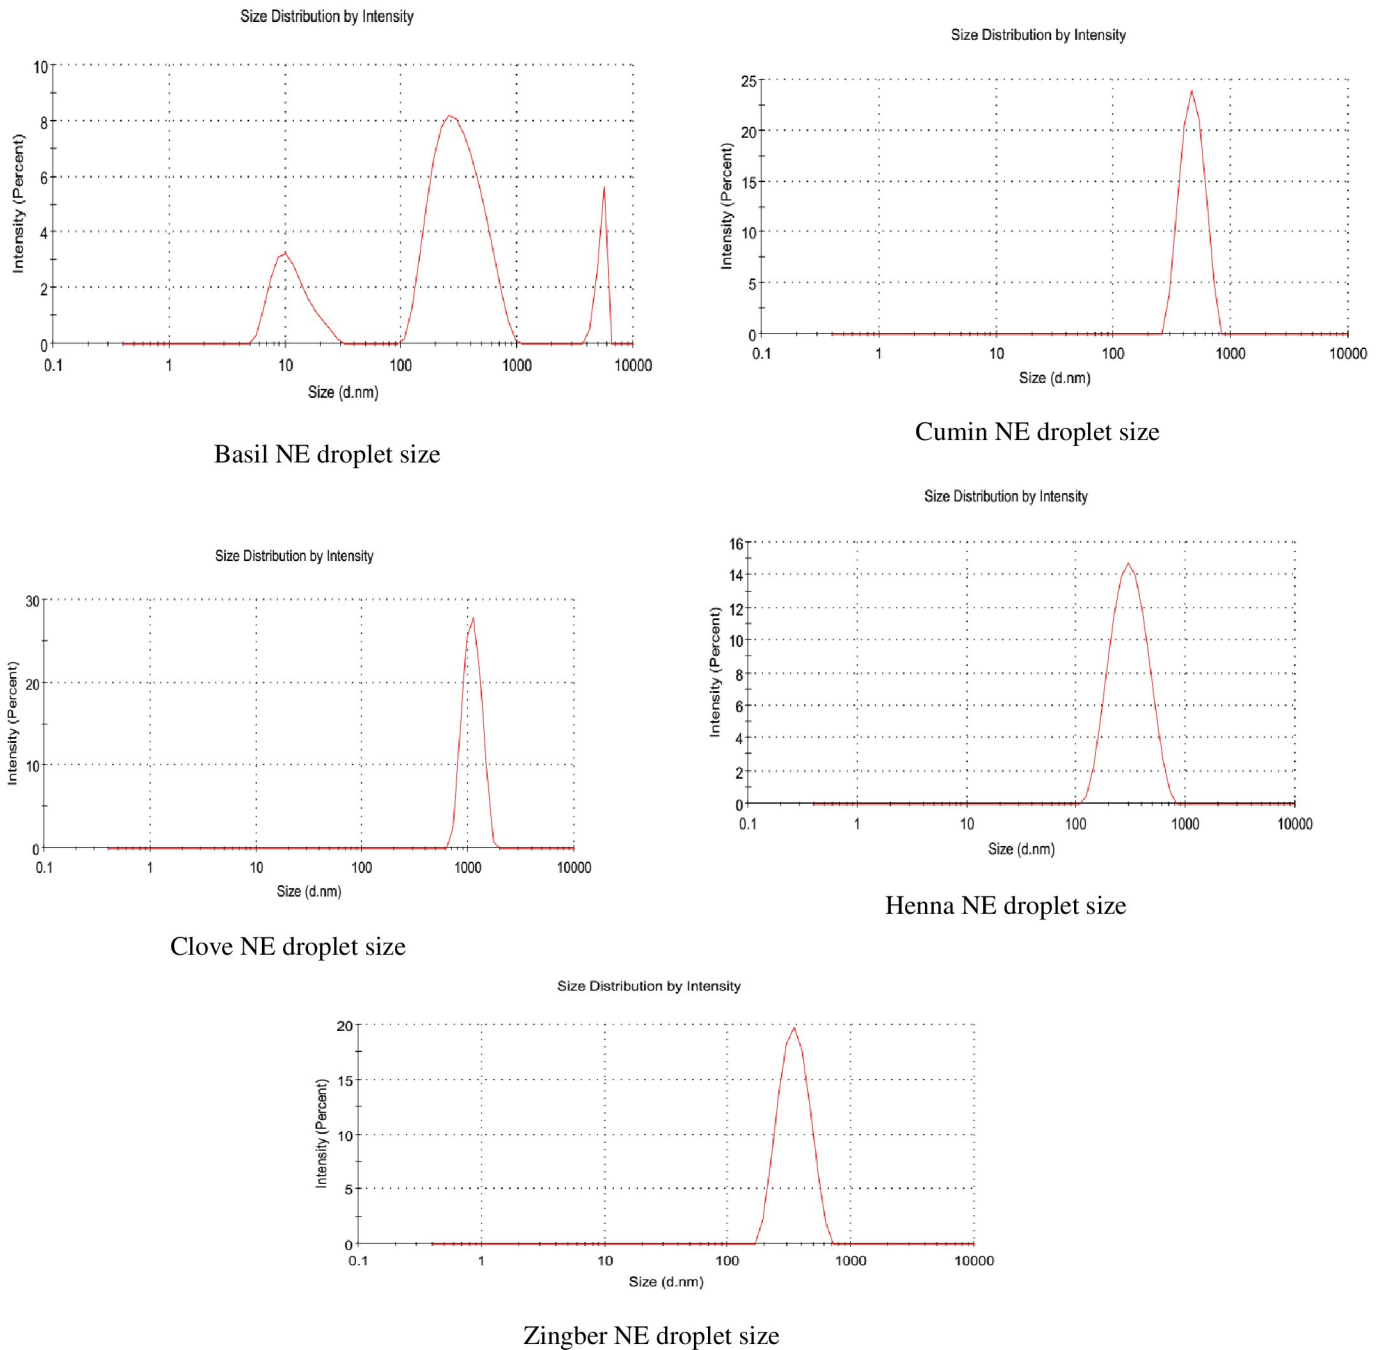 Size Distribution by Intensity
10
8
6
4
2
0
Intensity (Percent)
0.1 1 10 100 1000 10000
Size (d.nm)
Basil NE droplet size
Size Distribution by Intensity
25
20
15
10
5
0
Intensity (Percent)
0.1 1 10 100 1000 10000
Size (d.nm)
Cumin NE droplet size
Size Distribution by Intensity
30
20
10
0
Intensity (Percent)
0.1 1 10 100 1000 10000
Size (d.nm)
Clove NE droplet size
Size Distribution by Intensity
16
14
12
10
8
6
4
2
0
Intensity (Percent)
0.1 1 10 100 1000 10000
Size (d.nm)
Henna NE droplet size
Size Distribution by Intensity
20
15
10
5
0
Intensity (Percent)
0.1 1 10 100 1000 10000
Size (d.nm)
Zingber NE droplet size